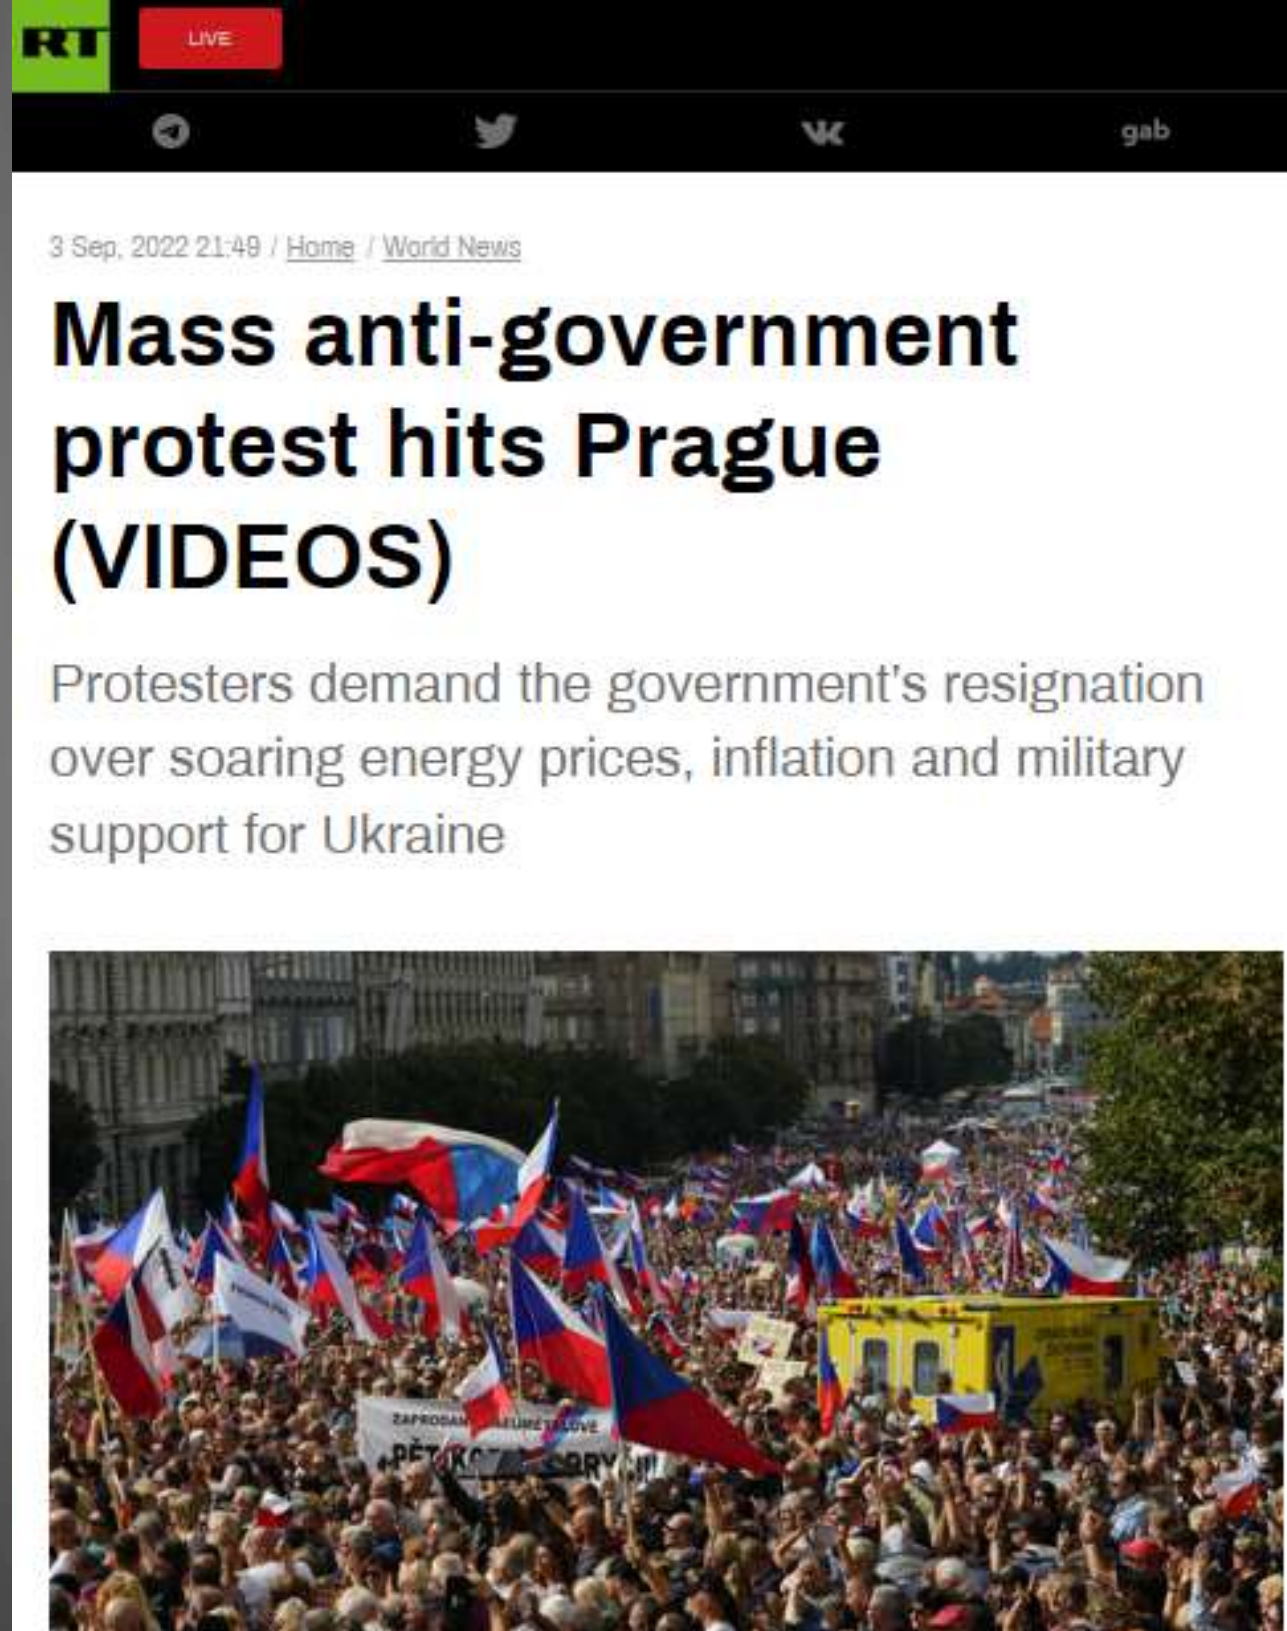 RT
LIVE
gab
3 Sep, 2022 21:49 / Home / World News
Mass anti-government
protest hits Prague
(VIDEOS)
Protesters demand the government's resignation
over soaring energy prices, inflation and military
support for Ukraine